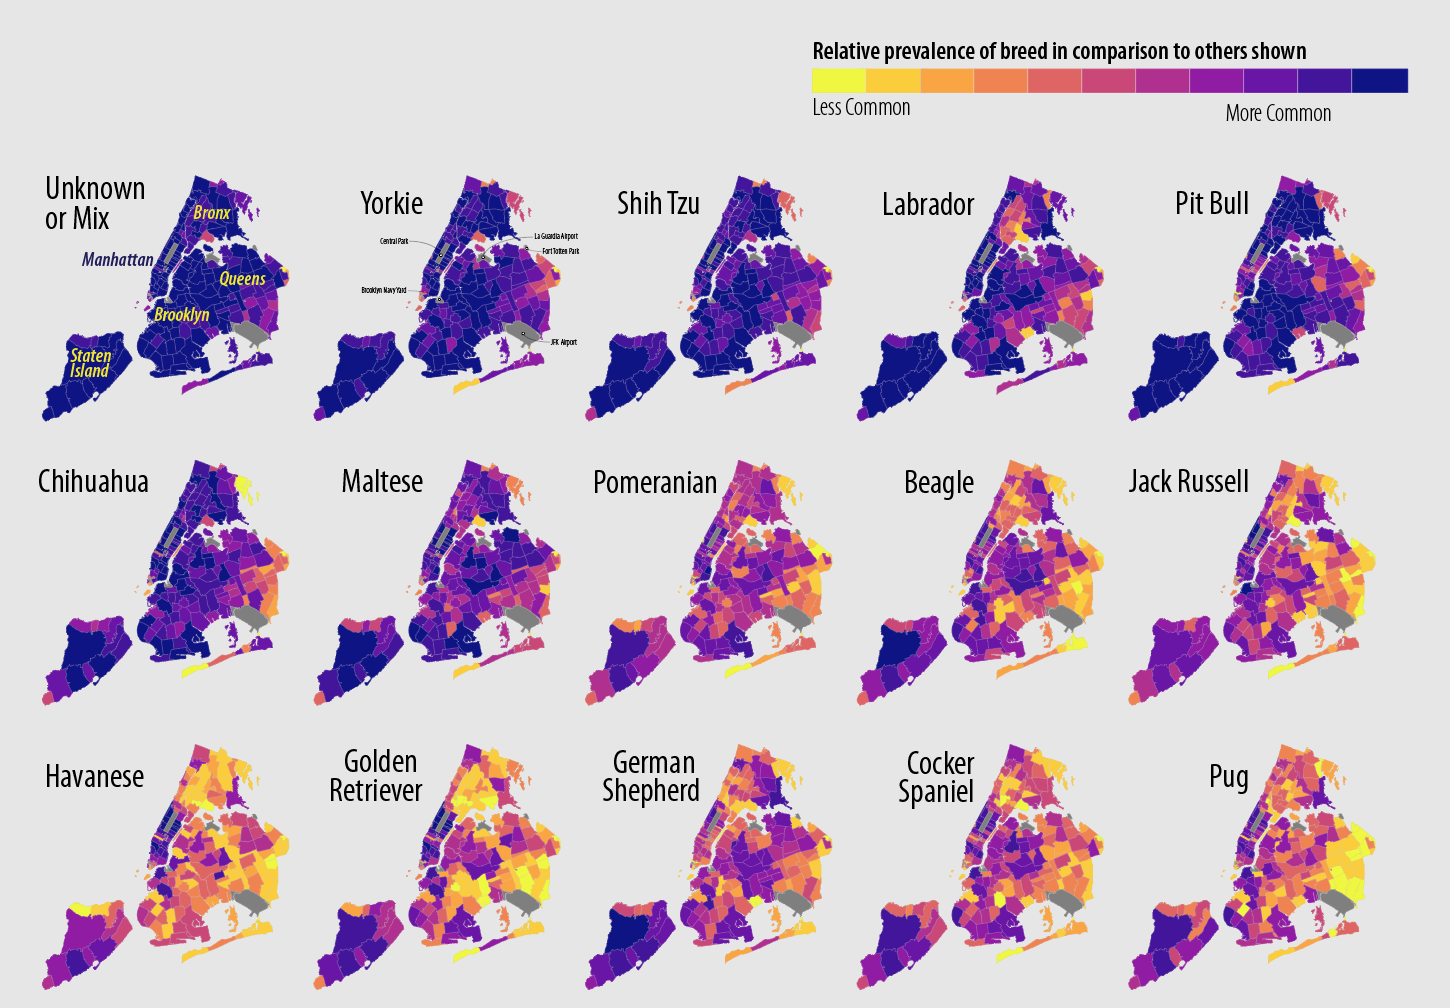 Relative prevalence of breed in comparison to others shown
Less Common
More Common
Unknown
or Mix
Bronx
Manhattan
Queens
Brooklyn
Staten
Island
Yorkie
Central Park
La Guardia Airport
Fort Totten Park
Brooklyn Navy Yard
JFK Airport
Shih Tzu
Labrador
Pit Bull
Chihuahua
Maltese
Pomeranian
Beagle
Jack Russell
Havanese
Golden
Retriever
German
Shepherd
Cocker
Spaniel
Pug